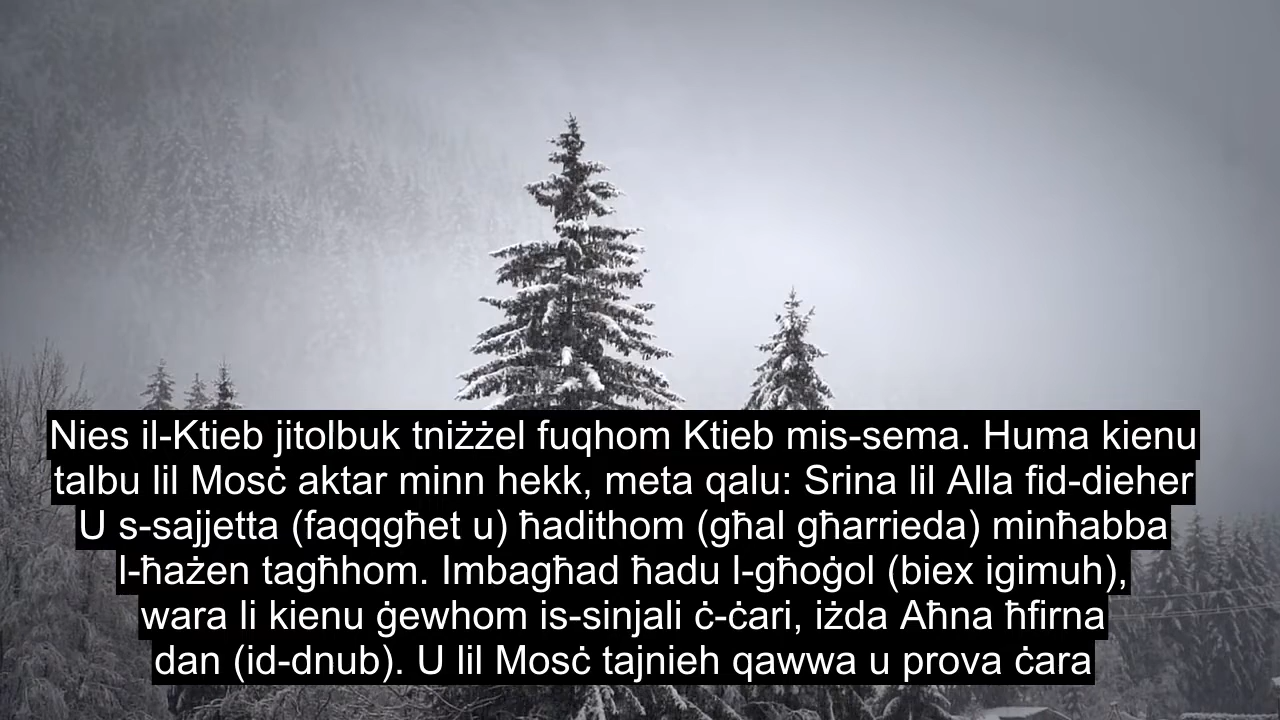 Nies il-Ktieb jitolbuk tniżżel fuqhom Ktieb mis-sema. Huma kienu
talbu lil Mosċ aktar minn hekk, meta qalu: Srina lil Alla fid-dieher
U s-sajjetta (faqqgħet u) ħadithom (għal għarrieda) minħabba
l-ħażen tagħhom. Imbagħad ħadu l-għoġol (biex igimuh),
wara li kienu ġewhom is-sinjali ċ-ċari, iżda Aħna ħfirna
dan (id-dnub). U lil Mosċ tajnieh qawwa u prova ċara